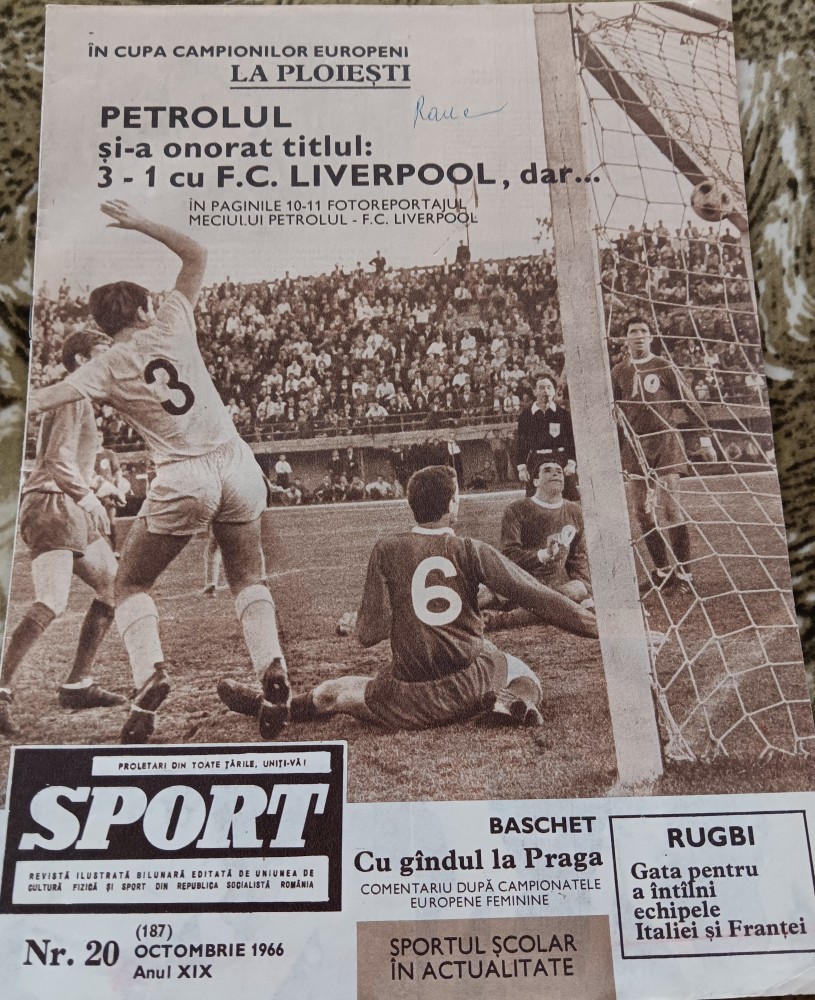 ÎN CUPA CAMPIONILOR EUROPENI
LA PLOIEȘTI
PETROLUL
și-a onorat titlul:
3 - 1 cu F.C. LIVERPOOL, dar...
ÎN PAGINILE 10-11 FOTOREPORTAJUL
MECIULUI PETROLUL - F.C. LIVERPOOL
3
6
PROLETARI DIN TOATE ȚĂRILE, UNIȚI-VĂ!
SPORT
REVISTĂ ILUSTRATĂ BILUNARĂ EDITATĂ DE UNIUNEA DE
CULTURĂ FIZICĂ ȘI SPORT DIN REPUBLICA SOCIALISTĂ ROMÂNIA
Nr. 20
(187)
OCTOMBRIE 1966
Anul XIX
BASCHET
Cu gîndul la Praga
COMENTARIU DUPĂ CAMPIONATELE
EUROPENE FEMININE
SPORTUL ȘCOLAR
ÎN ACTUALITATE
RUGBI
Gata pentru
a întîlni
echipele
Italiei și Franței